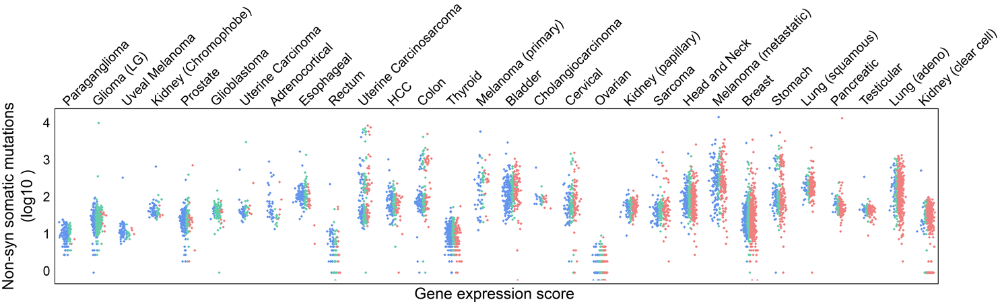 Paraganglioma
Glioma (LG)
Uveal Melanoma
Kidney (Chromophobe)
Prostate
Glioblastoma
Uterine Carcinoma
Adrenocortical
Esophageal
Rectum
Uterine Carcinosarcoma
HCC
Colon
Thyroid
Melanoma (primary)
Bladder
Cholangiocarcinoma
Cervical
Ovarian
Kidney (papillary)
Sarcoma
Head and Neck
Melanoma (metastatic)
Breast
Stomach
Lung (squamous)
Pancreatic
Testicular
Lung (adeno)
Kidney (clear cell)
Non-syn somatic mutations
(log10 )
4
3
2
1
0
Gene expression score